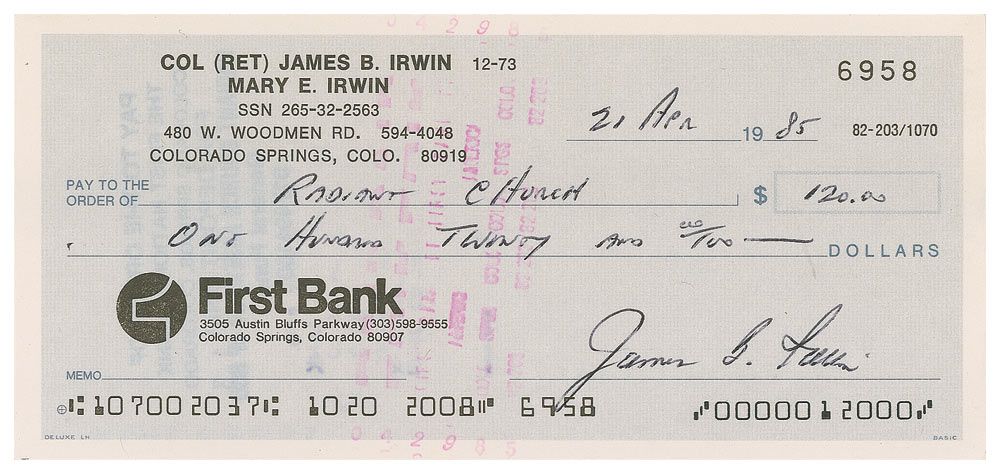 COL (RET) JAMES B. IRWIN 12-73
MARY E. IRWIN
SSN 265-32-2563
480 W. WOODMEN RD. 594-4048
COLORADO SPRINGS, COLO. 80919
6958
21 Apr 1985
82-203/1070
PAY TO THE
ORDER OF Radiant Church $ 120.00
One Hundred Twenty and 00/100 DOLLARS
First Bank
3505 Austin Bluffs Parkway (303) 598-9555
Colorado Springs, Colorado 80907
James B. Irwin
MEMO
⑆107002037⑆ 1020 2008⑈ 6958 ⑈0000012000⑈
DELUXE LH BASIC